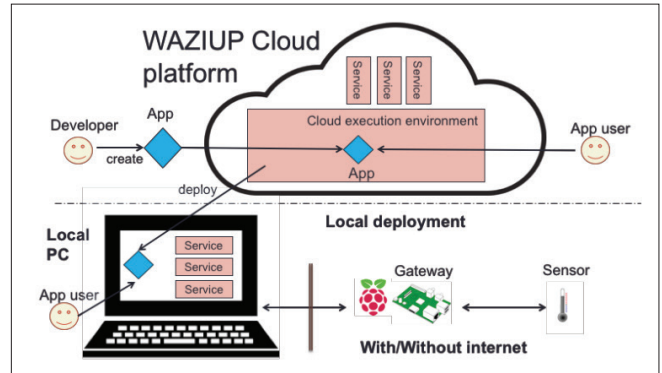 WAZIUP Cloud
platform
Service
Service
Service
Cloud execution environment
App
Developer
create
App
App user
deploy
Local deployment
Local
PC
Service
Service
Service
App user
Gateway
Sensor
With/Without internet